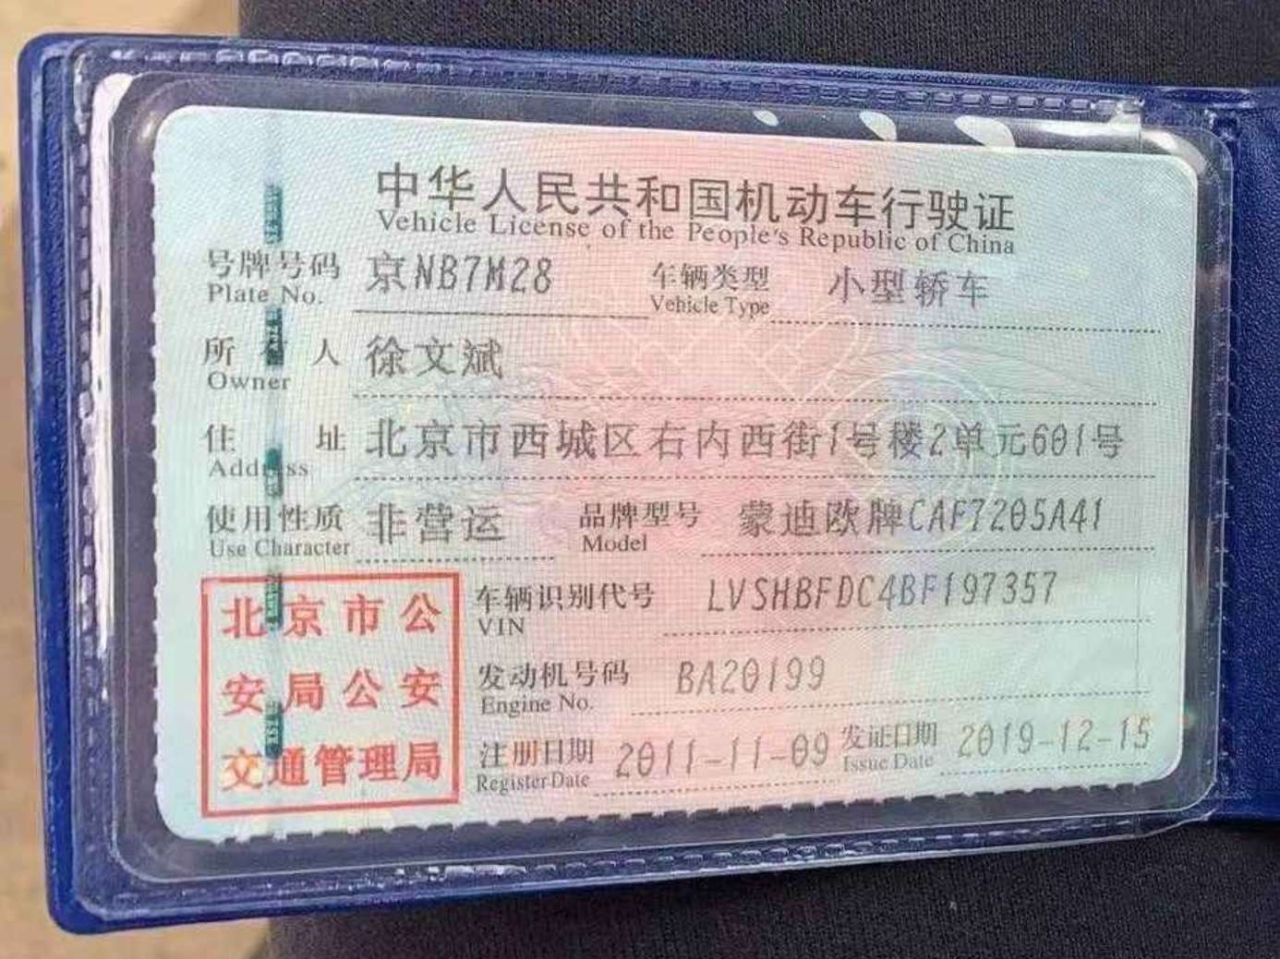 中华人民共和国机动车行驶证
Vehicle License of the People's Republic of China
号牌号码 京NB7M28 车辆类型 小型轿车
Plate No. Vehicle Type
所 人 徐文斌
Owner
住 址 北京市西城区右内西街1号楼2单元601号
Address
使用性质 非营运 品牌型号 蒙迪欧牌CAF7205A41
Use Character Model
北京市公
安局公安
交通管理局
车辆识别代号 LVSHBFDC4BF197357
VIN
发动机号码 BA20199
Engine No.
注册日期 2011-11-09 发证日期 2019-12-15
Register Date Issue Date